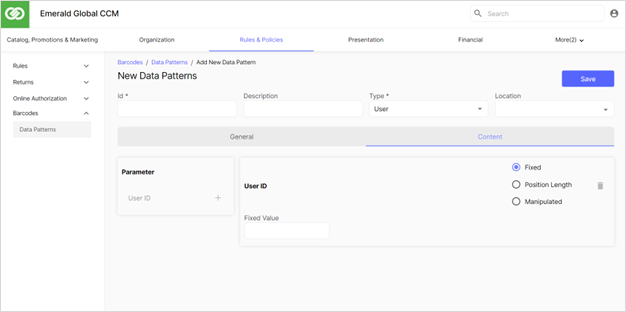 Emerald Global CCM
Search
Catalog, Promotions & Marketing Organization Rules & Policies Presentation Financial More(2)
Rules
Returns
Online Authorization
Barcodes
Data Patterns
Barcodes / Data Patterns / Add New Data Pattern
New Data Patterns
Save
Id * Description Type * Location
User
General Content
Parameter
User ID +
User ID
Fixed
Position Length
Manipulated
Fixed Value